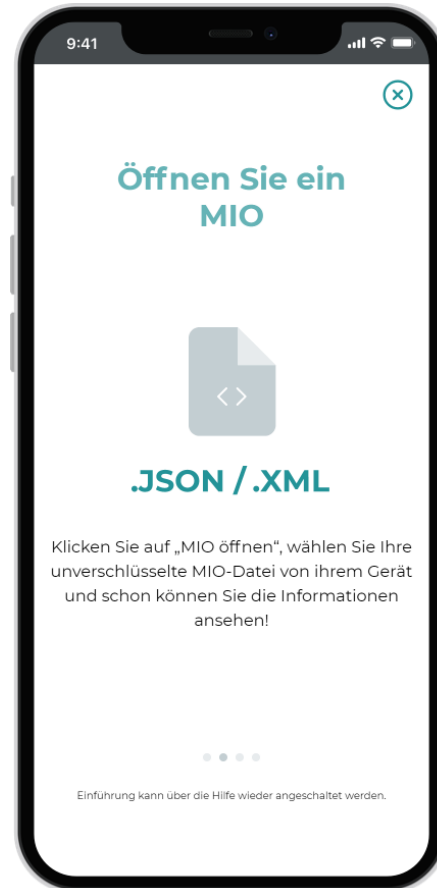 9:41
Öffnen Sie ein
MIO
<>
.JSON / .XML
Klicken Sie auf „MIO öffnen“, wählen Sie Ihre
unverschlüsselte MIO-Datei von ihrem Gerät
und schon können Sie die Informationen
ansehen!
Einführung kann über die Hilfe wieder angeschaltet werden.